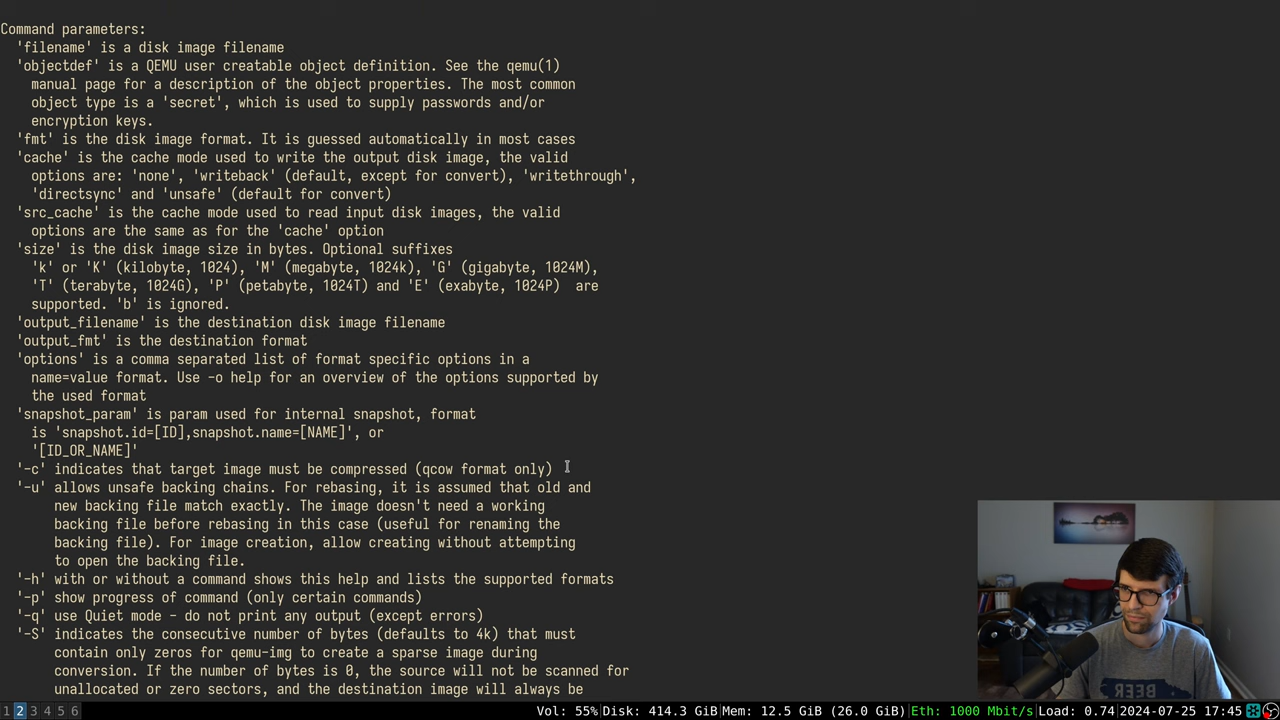 Command parameters:
'filename' is a disk image filename
'objectdef' is a QEMU user creatable object definition. See the qemu(1)
manual page for a description of the object properties. The most common
object type is a 'secret', which is used to supply passwords and/or
encryption keys.
'fmt' is the disk image format. It is guessed automatically in most cases
'cache' is the cache mode used to write the output disk image, the valid
options are: 'none', 'writeback' (default, except for convert), 'writethrough',
'directsync' and 'unsafe' (default for convert)
'src_cache' is the cache mode used to read input disk images, the valid
options are the same as for the 'cache' option
'size' is the disk image size in bytes. Optional suffixes
'k' or 'K' (kilobyte, 1024), 'M' (megabyte, 1024k), 'G' (gigabyte, 1024M),
'T' (terabyte, 1024G), 'P' (petabyte, 1024T) and 'E' (exabyte, 1024P)  are
supported. 'b' is ignored.
'output_filename' is the destination disk image filename
'output_fmt' is the destination format
'options' is a comma separated list of format specific options in a
name=value format. Use -o help for an overview of the options supported by
the used format
'snapshot_param' is param used for internal snapshot, format
is 'snapshot.id=[ID],snapshot.name=[NAME]', or
'[ID_OR_NAME]'
'-c' indicates that target image must be compressed (qcow format only)
'-u' allows unsafe backing chains. For rebasing, it is assumed that old and
new backing file match exactly. The image doesn't need a working
backing file before rebasing in this case (useful for renaming the
backing file). For image creation, allow creating without attempting
to open the backing file.
'-h' with or without a command shows this help and lists the supported formats
'-p' show progress of command (only certain commands)
'-q' use Quiet mode - do not print any output (except errors)
'-S' indicates the consecutive number of bytes (defaults to 4k) that must
contain only zeros for qemu-img to create a sparse image during
conversion. If the number of bytes is 0, the source will not be scanned for
unallocated or zero sectors, and the destination image will always be
BEER
1 2 3 4 5 6 Vol: 55% Disk: 414.3 GiB Mem: 12.5 GiB (26.0 GiB) Eth: 1000 Mbit/s Load: 0.74 2024-07-25 17:45